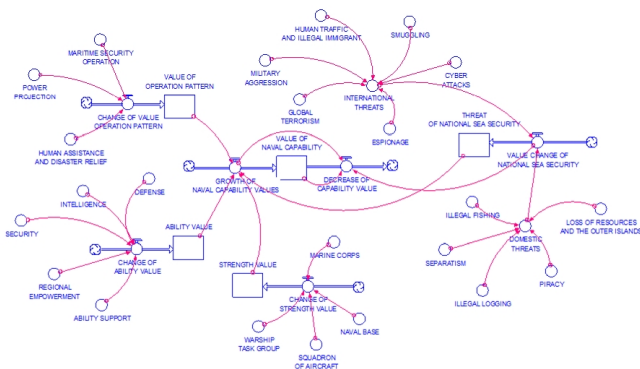 HUMAN TRAFFIC
AND ILLEGAL IMMIGRANT
SMUGGLING
MARITIME SECURITY
OPERATION
POWER
PROJECTION
VALUE OF
OPERATION PATTERN
MILITARY
AGGRESSION
CYBER
ATTACKS
INTERNATIONAL
THREATS
GLOBAL
TERRORISM
ESPIONAGE
CHANGE OF VALUE
OPERATION PATTERN
THREAT
OF NATIONAL SEA SECURITY
HUMAN ASSISTANCE
AND DISASTER RELIEF
VALUE OF
NAVAL CAPABILITY
VALUE CHANGE OF
NATIONAL SEA SECURITY
GROWTH OF
NAVAL CAPABILITY VALUES
DECREASE OF
CAPABILITY VALUE
DEFENSE
INTELLIGENCE
SECURITY
ABILITY VALUE
CHANGE OF
ABILITY VALUE
REGIONAL
EMPOWERMENT
ABILITY SUPPORT
STRENGTH VALUE
MARINE CORPS
CHANGE OF
STRENGTH VALUE
WARSHIP
TASK GROUP
SQUADRON
OF AIRCRAFT
NAVAL BASE
ILLEGAL FISHING
LOSS OF RESOURCES
AND THE OUTER ISLANDS
DOMESTIC
THREATS
SEPARATISM
PIRACY
ILLEGAL LOGGING